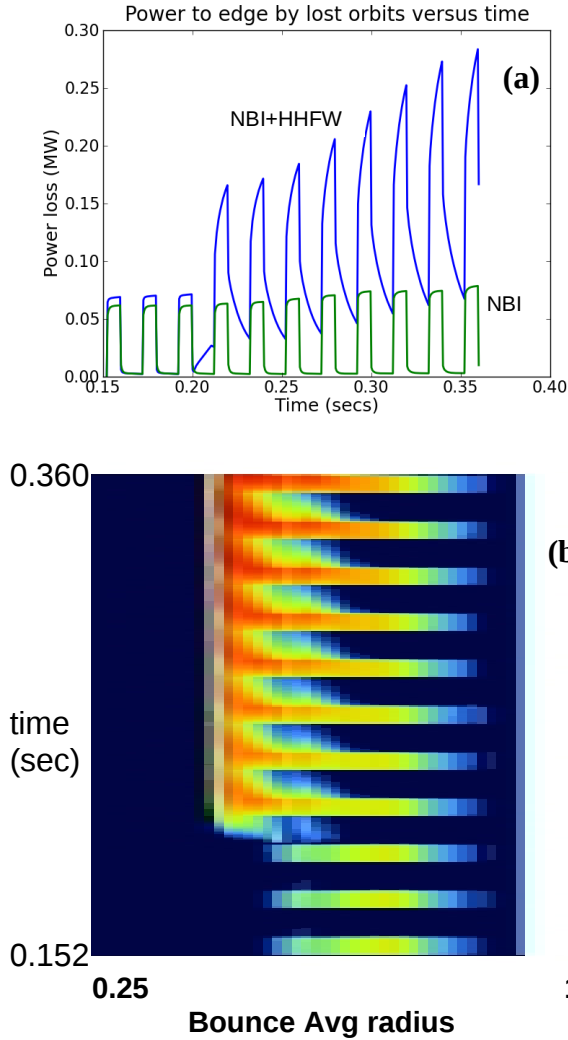 Power to edge by lost orbits versus time
0.30
(a)
0.25
NBI+HHFW
0.20
0.15
Power loss (MW)
0.10
NBI
0.05
0.00
0.15 0.20 0.25 0.30 0.35 0.40
Time (secs)
0.360
(b
time
(sec)
0.152
0.25
Bounce Avg radius